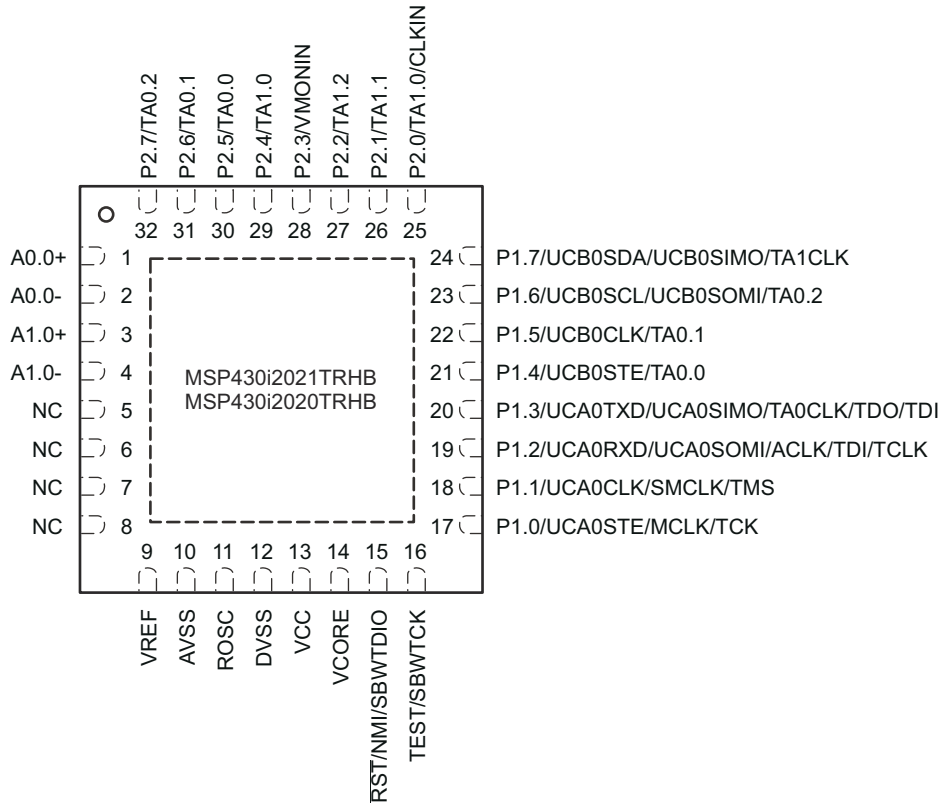 P2.7/TA0.2
P2.6/TA0.1
P2.5/TA0.0
P2.4/TA1.0
P2.3/VMONIN
P2.2/TA1.2
P2.1/TA1.1
P2.0/TA1.0/CLKIN
32 31 30 29 28 27 26 25
A0.0+ 1
A0.0- 2
A1.0+ 3
A1.0- 4
NC 5
NC 6
NC 7
NC 8
MSP430i2021TRHB
MSP430i2020TRHB
24 P1.7/UCB0SDA/UCB0SIMO/TA1CLK
23 P1.6/UCB0SCL/UCB0SOMI/TA0.2
22 P1.5/UCB0CLK/TA0.1
21 P1.4/UCB0STE/TA0.0
20 P1.3/UCA0TXD/UCA0SIMO/TA0CLK/TDO/TDI
19 P1.2/UCA0RXD/UCA0SOMI/ACLK/TDI/TCLK
18 P1.1/UCA0CLK/SMCLK/TMS
17 P1.0/UCA0STE/MCLK/TCK
9 10 11 12 13 14 15 16
VREF
AVSS
ROSC
DVSS
VCC
VCORE
RST/NMI/SBWTDIO
TEST/SBWTCK